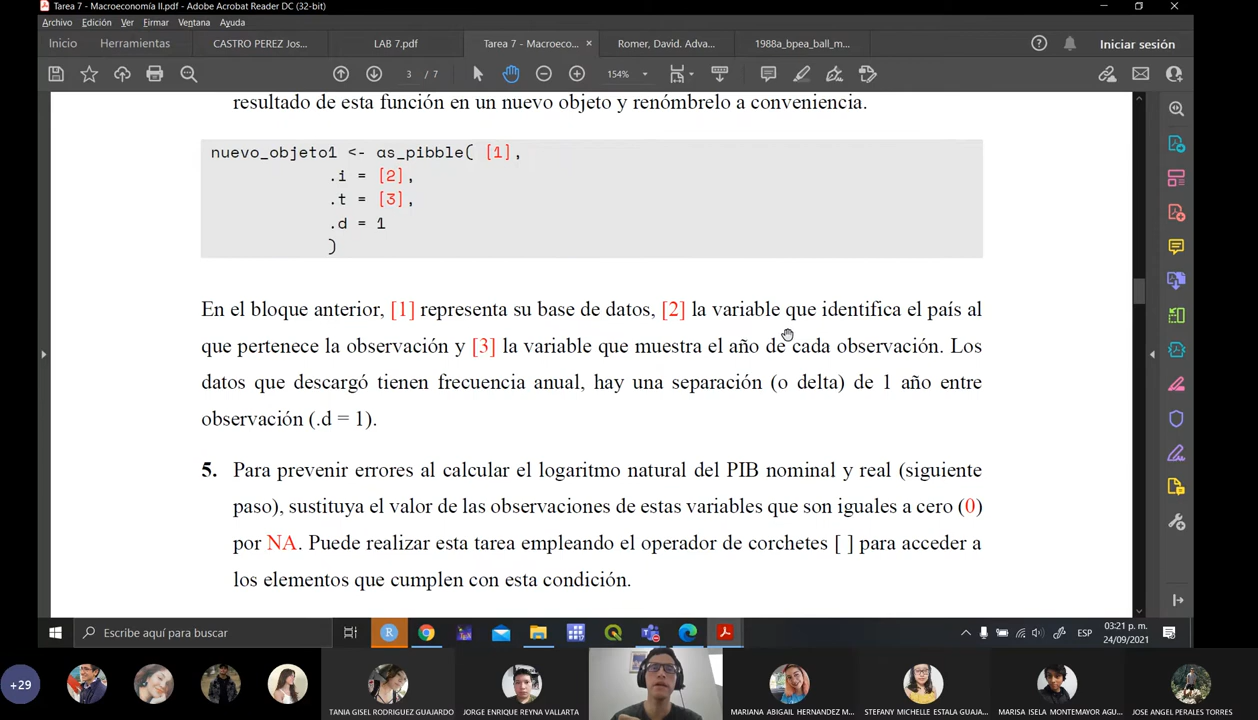 Tarea 7 - Macroeconomía II.pdf - Adobe Acrobat Reader DC (32-bit)
Archivo Edición Ver Firmar Ventana Ayuda
Inicio Herramientas CASTRO PEREZ Jos... LAB 7.pdf Tarea 7 - Macroeco... × Romer, David. Adva... 1988a_bpea_ball_m... Iniciar sesión
3 / 7 154%
resultado de esta función en un nuevo objeto y renómbrelo a conveniencia.
nuevo_objeto1 <- as_pibble( [1],
.i = [2],
.t = [3],
.d = 1
)
En el bloque anterior, [1] representa su base de datos, [2] la variable que identifica el país al
que pertenece la observación y [3] la variable que muestra el año de cada observación. Los
datos que descargó tienen frecuencia anual, hay una separación (o delta) de 1 año entre
observación (.d = 1).
5. Para prevenir errores al calcular el logaritmo natural del PIB nominal y real (siguiente
paso), sustituya el valor de las observaciones de estas variables que son iguales a cero (0)
por NA. Puede realizar esta tarea empleando el operador de corchetes [ ] para acceder a
los elementos que cumplen con esta condición.
Escribe aquí para buscar
ESP
03:21 p. m.
24/09/2021
+29
TANIA GISEL RODRIGUEZ GUAJARDO
JORGE ENRIQUE REYNA VALLARTA
MARIANA ABIGAIL HERNANDEZ M...
STEFANY MICHELLE ESTALA GUAJA...
MARISA ISELA MONTEMAYOR AGU...
JOSE ANGEL PERALES TORRES